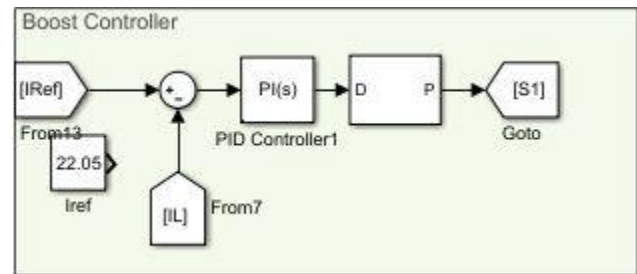 Boost Controller
[IRef]
From13
+
−
PI(s)
PID Controller1
D
P
[S1]
Goto
22.05
Iref
[IL]
From7